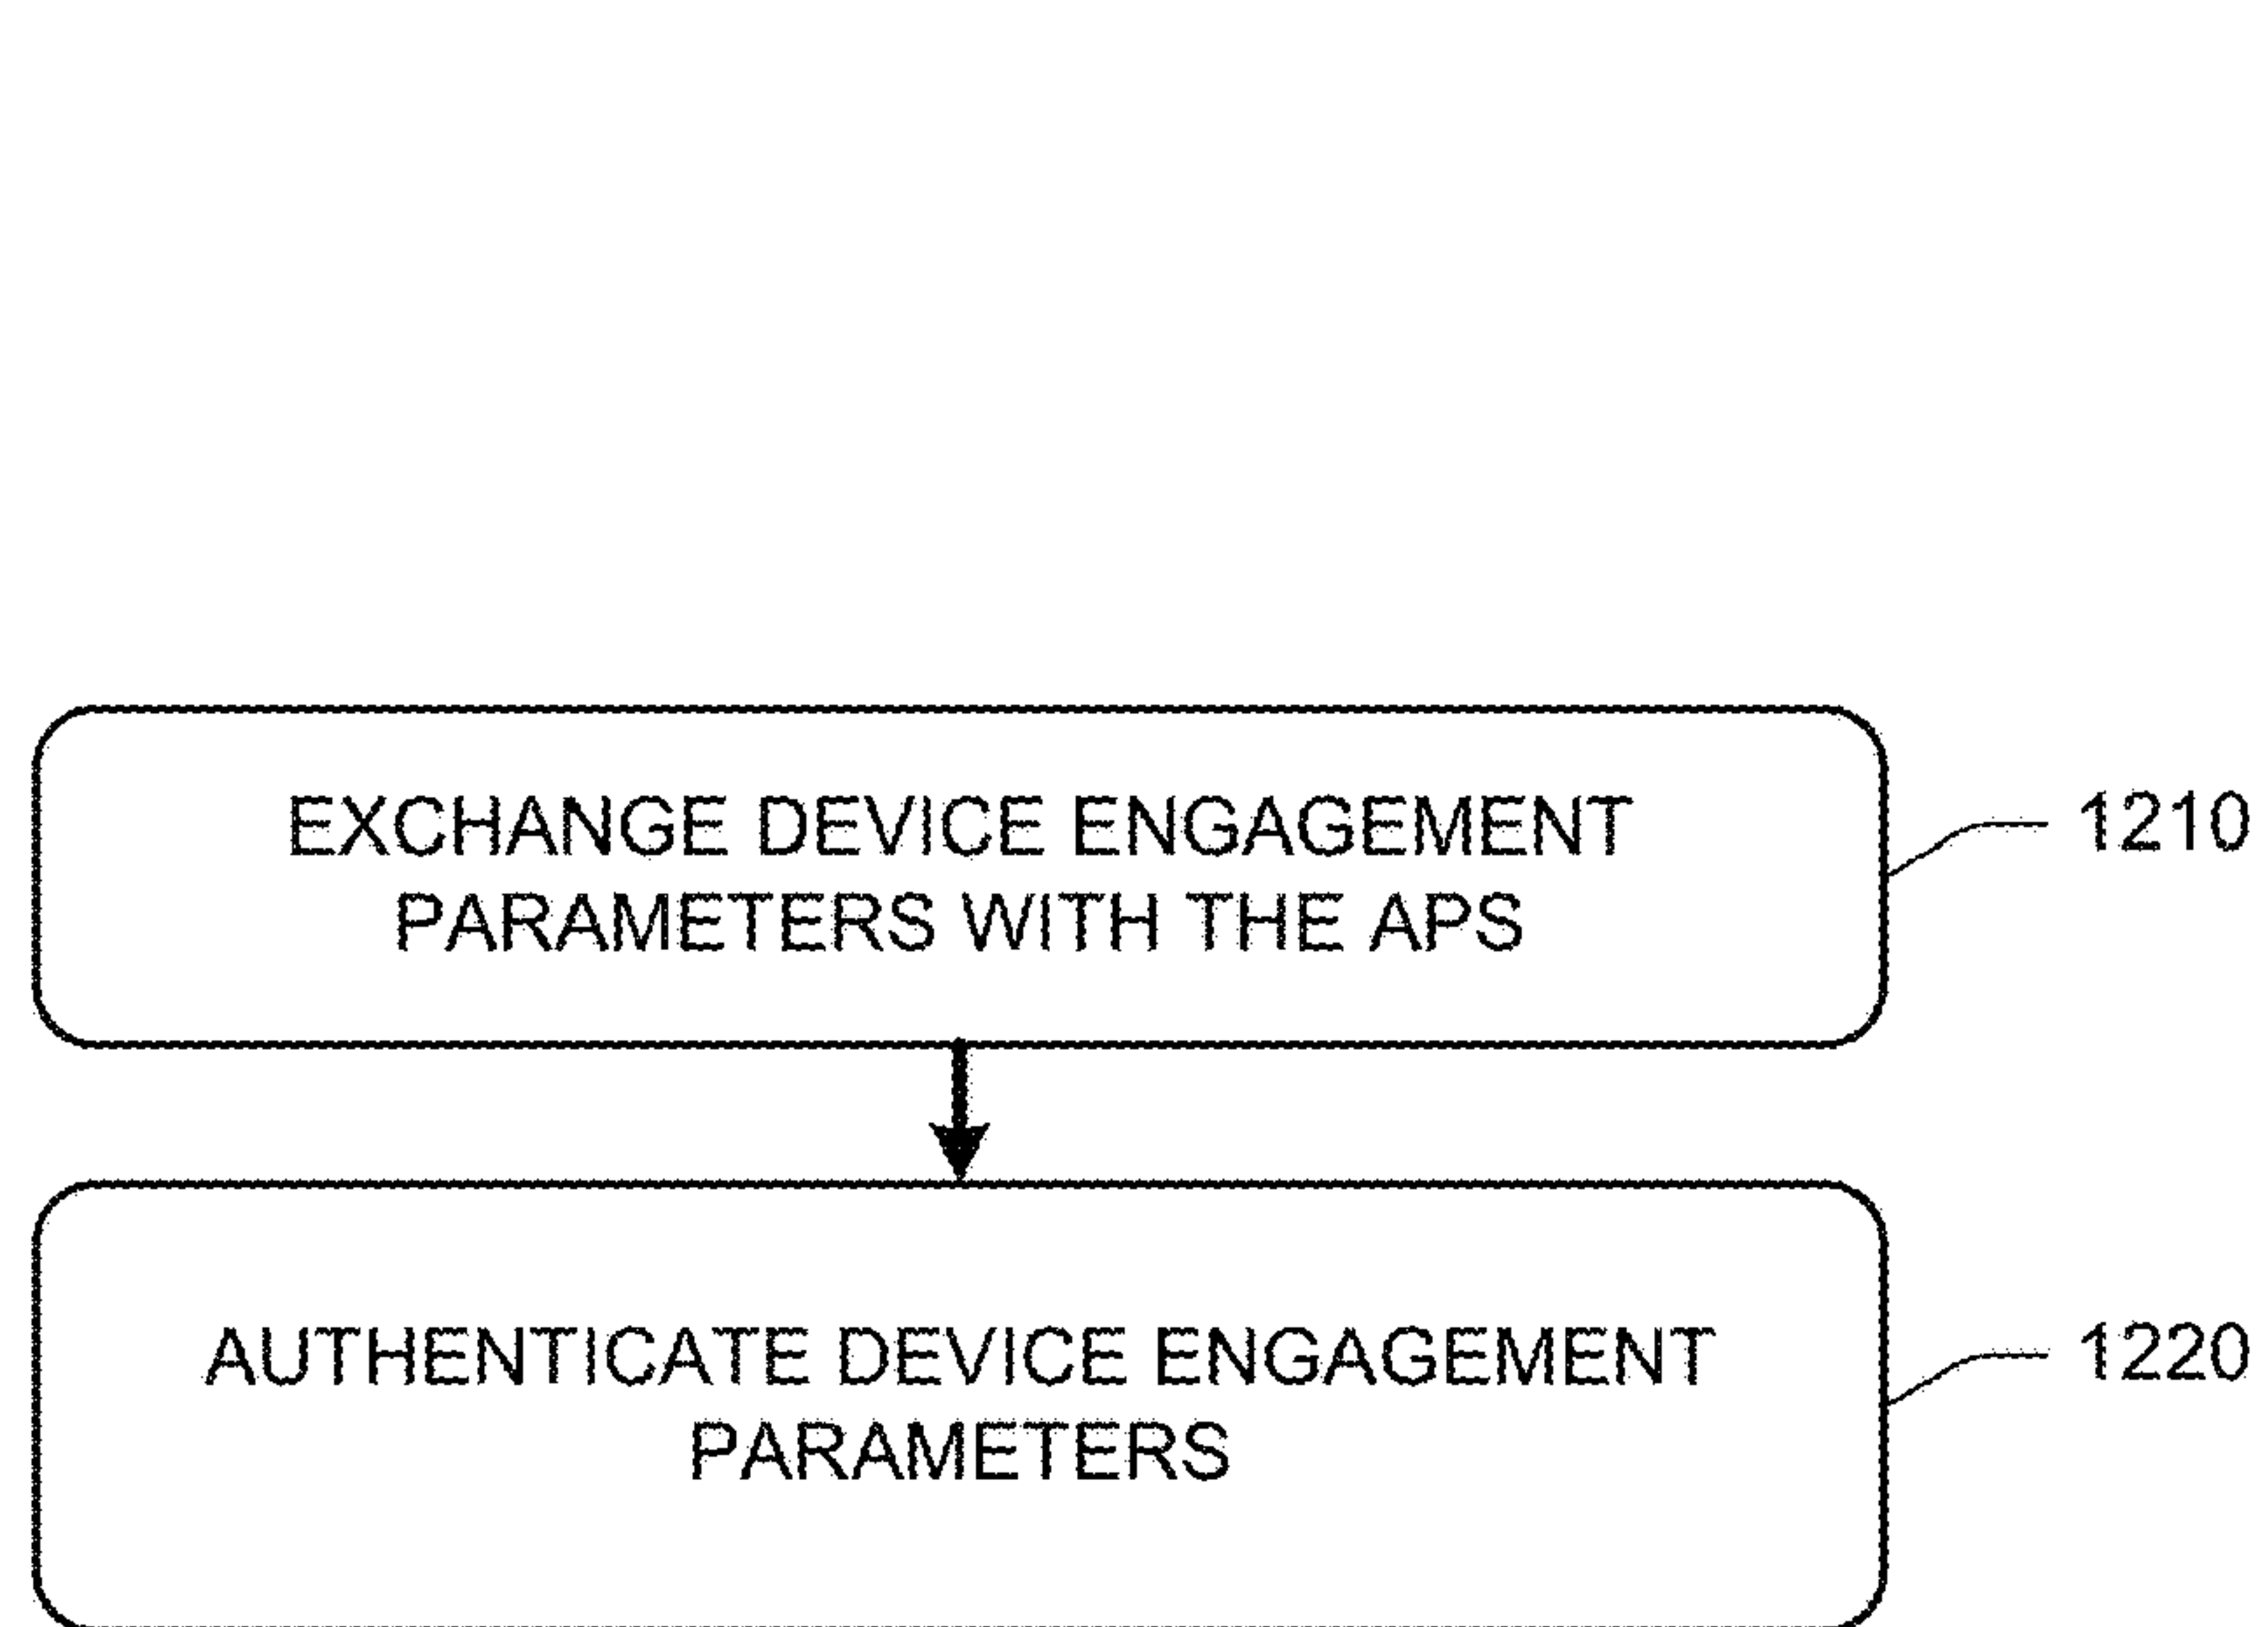 EXCHANGE DEVICE ENGAGEMENT
PARAMETERS WITH THE APS
1210
AUTHENTICATE DEVICE ENGAGEMENT
PARAMETERS
1220